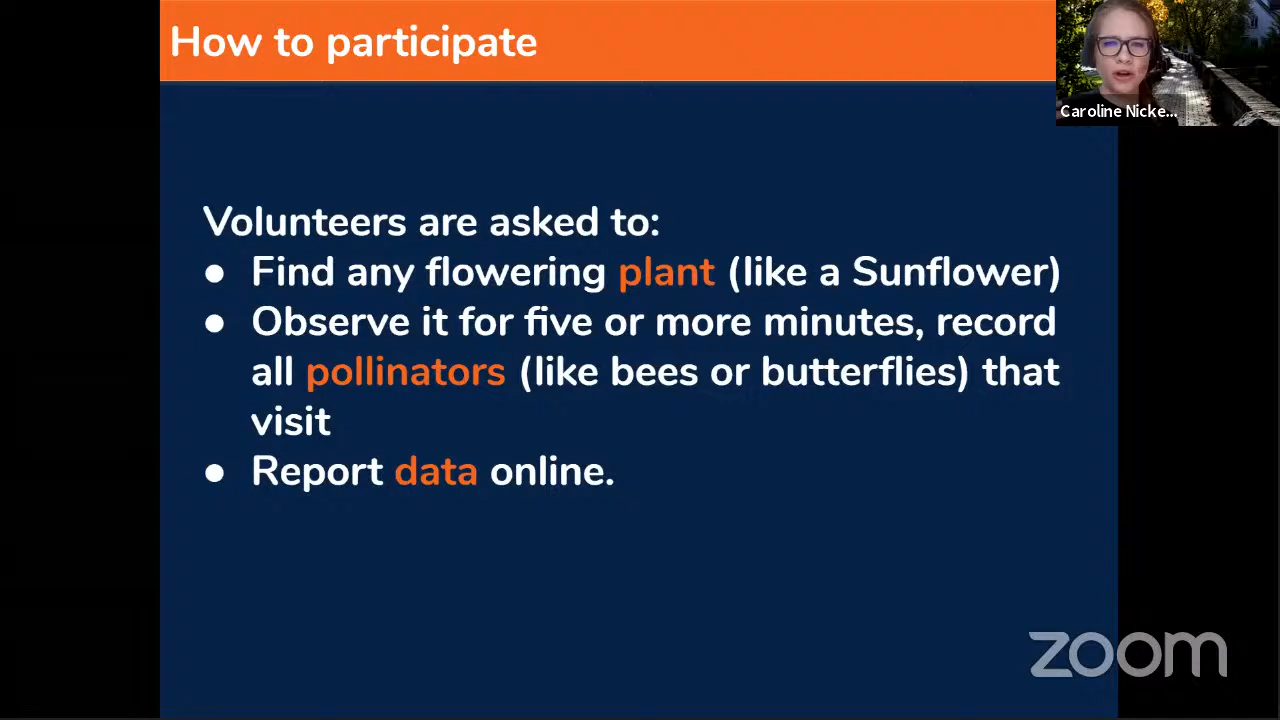 How to participate
Caroline Nicke...
Volunteers are asked to:
● Find any flowering plant (like a Sunflower)
● Observe it for five or more minutes, record
all pollinators (like bees or butterflies) that
visit
● Report data online.
zoom